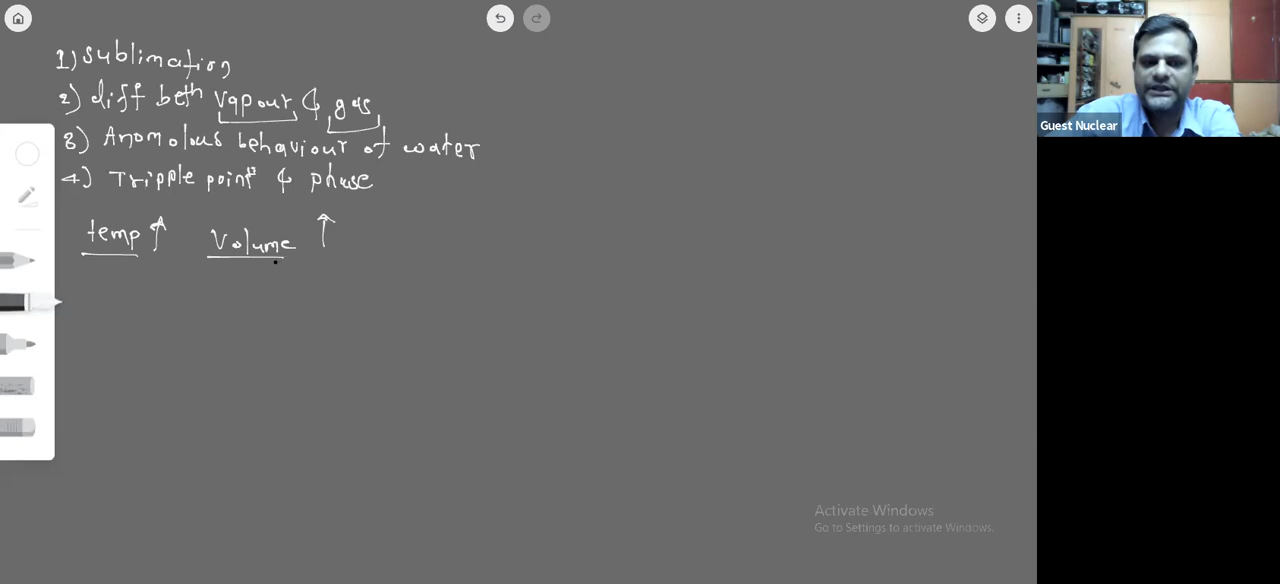 1) Sublimation
2) diff beth vapour & gas
3) Anomolous behaviour of water
4) Tripple point & phase
temp ↑ Volume ↑
Guest Nuclear
Activate Windows
Go to Settings to activate Windows.